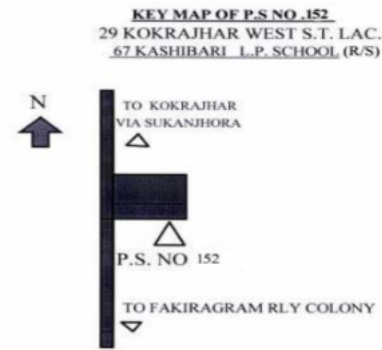 KEY MAP OF P.S NO .152
29 KOKRAJHAR WEST S.T. LAC.
67 KASHIBARI L.P. SCHOOL (R/S)
N
TO KOKRAJHAR
VIA SUKANJHORA
P.S. NO 152
TO FAKIRAGRAM RLY COLONY